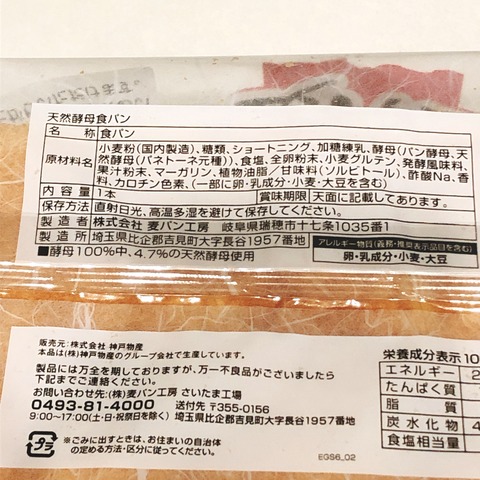 天然酵母食パン
名 称 食パン
原材料名 小麦粉(国内製造)、糖類、ショートニング、加糖練乳、酵母(パン酵母、天
然酵母(パネトーネ元種))、食塩、全卵粉末、小麦グルテン、発酵風味料、
果汁粉末、マーガリン、植物油脂/甘味料(ソルビトール)、酢酸Na、香
料、カロチン色素、(一部に卵・乳成分・小麦・大豆を含む)
内容量 1本 賞味期限 天面に記載してあります。
保存方法 直射日光、高温多湿を避けて保存してください。
製造者 株式会社 麦パン工房 岐阜県瑞穂市十七条1035番1
製造所 埼玉県比企郡吉見町大字長谷1957番地
アレルギー物質(義務・推奨表示品目を含む)
■酵母100%中、4.7%の天然酵母使用
卵・乳成分・小麦・大豆
販売元:株式会社 神戸物産
本品は(株)神戸物産のグループ会社で生産しています。
製品には万全を期しておりますが、万一不良品がございましたら
下記までご連絡ください。
お問い合わせ先:(株)麦パン工房 さいたま工場
0493-81-4000 送付先 〒355-0156
9:00～17:00(土・日・祝祭日を除く) 埼玉県比企郡吉見町大字長谷1957番地
プラ
※ごみに出すときは、お住まいの自治体
の定める方法・区分に従ってください。
EGS6_02
栄養成分表示 10
エネルギー 2
たんぱく質
脂 質
炭水化物 4
食塩相当量